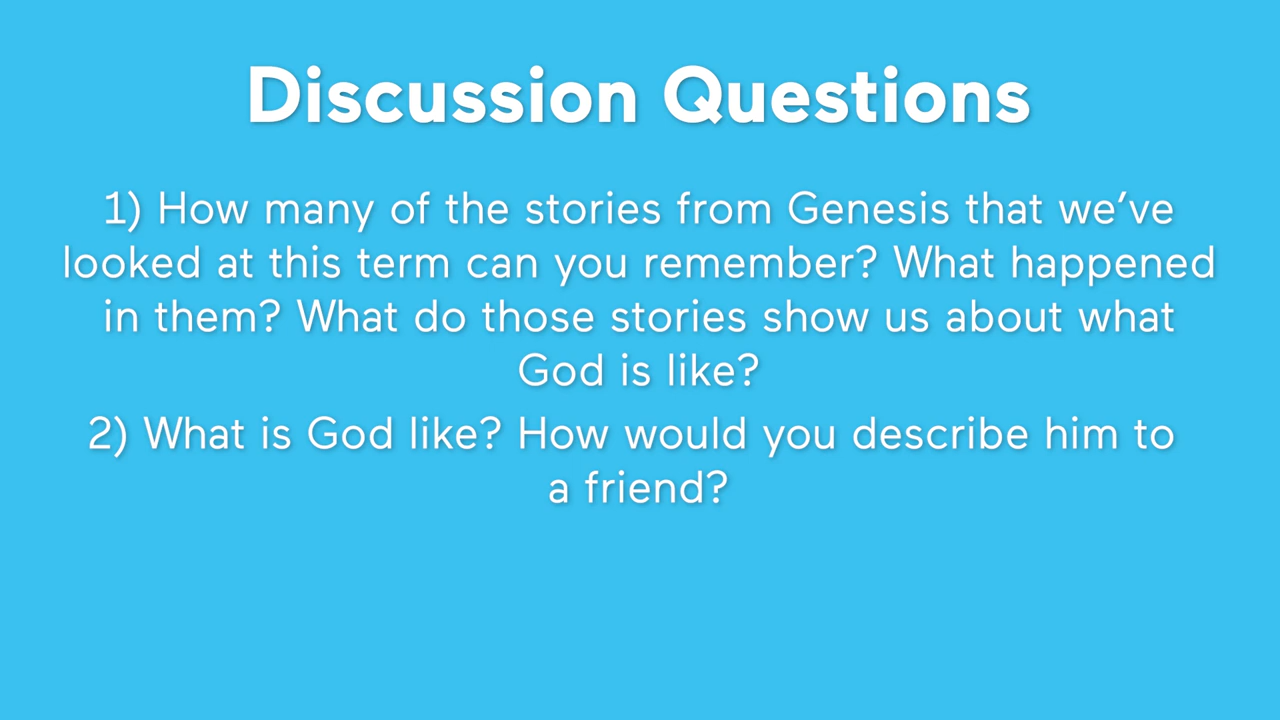 Discussion Questions
1) How many of the stories from Genesis that we’ve
looked at this term can you remember? What happened
in them? What do those stories show us about what
God is like?
2) What is God like? How would you describe him to
a friend?